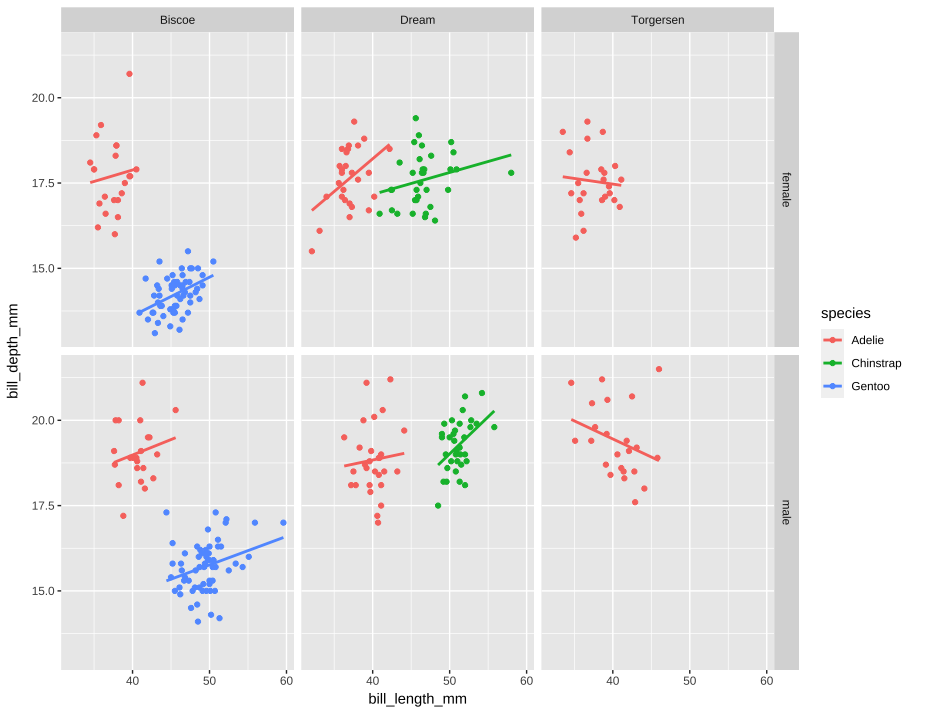 Biscoe Dream Torgersen
20.0
17.5
15.0
female
20.0
17.5
15.0
male
bill_depth_mm
40 50 60 40 50 60 40 50 60
bill_length_mm
species
Adelie
Chinstrap
Gentoo